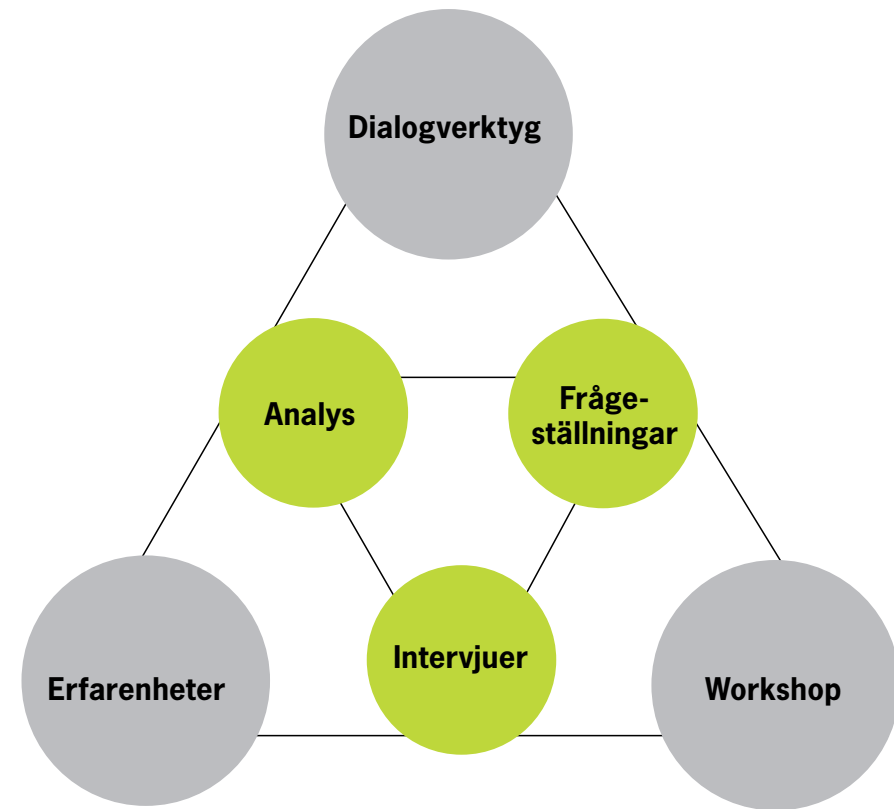 Dialogverktyg
Analys
Fråge-
ställningar
Intervjuer
Erfarenheter
Workshop